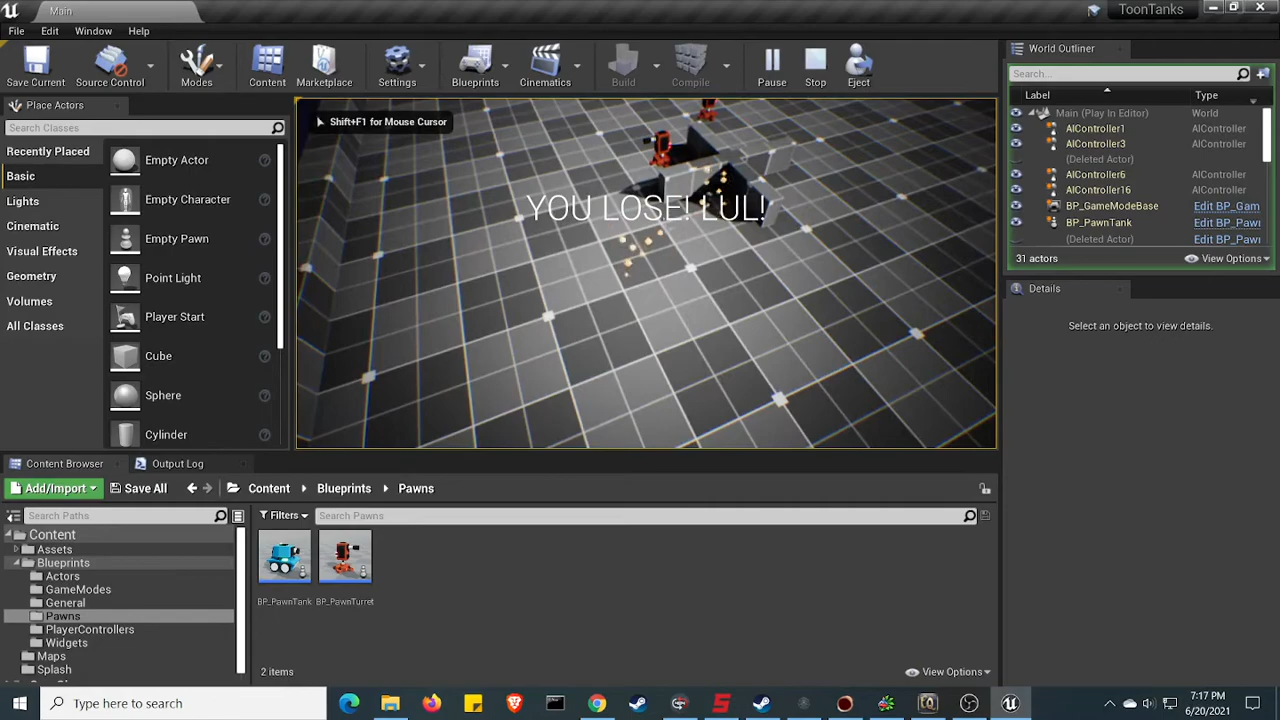 Main
ToonTanks
File Edit Window Help
Save Current Source Control Modes Content Marketplace Settings Blueprints Cinematics Build Compile Pause Stop Eject
Place Actors
Search Classes
Recently Placed
Basic
Lights
Cinematic
Visual Effects
Geometry
Volumes
All Classes
Empty Actor
Empty Character
Empty Pawn
Point Light
Player Start
Cube
Sphere
Cylinder
Shift+F1 for Mouse Cursor
YOU LOSE! LUL!
World Outliner
Search...
Label Type
Main (Play In Editor) World
AIController1 AIController
AIController3 AIController
(Deleted Actor)
AIController6 AIController
AIController16 AIController
BP_GameModeBase Edit BP_Gam
BP_PawnTank Edit BP_Paw
(Deleted Actor) Edit BP_Paw
31 actors View Options
Details
Select an object to view details.
Content Browser Output Log
Add/Import Save All Content Blueprints Pawns
Search Paths
Filters Search Pawns
Content
Assets
Blueprints
Actors
GameModes
General
Pawns
PlayerControllers
Widgets
Maps
Splash
BP_PawnTank BP_PawnTurret
2 items View Options
Type here to search
7:17 PM
6/20/2021